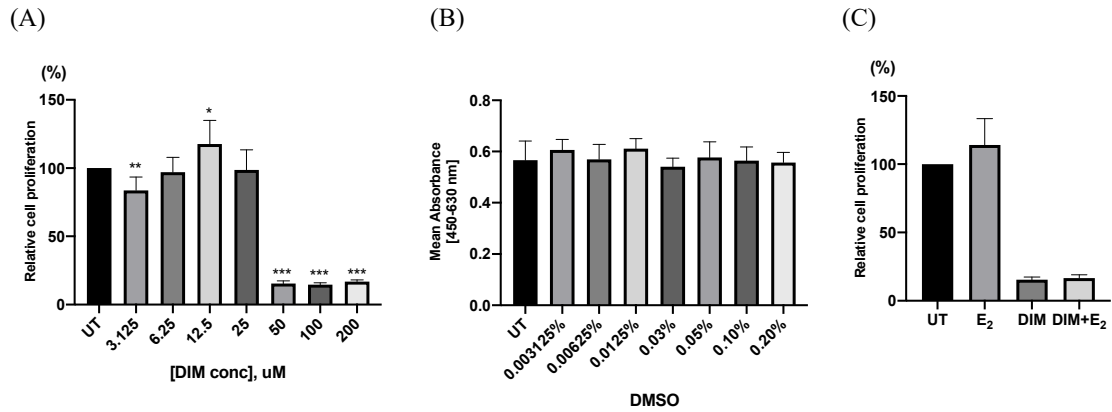 (A)
(%)
Relative cell proliferation
150
100
50
0
**
*
***
***
***
UT
3.125
6.25
12.5
25
50
100
200
[DIM conc], uM
(B)
Mean Absorbance
[450-630 nm]
0.8
0.6
0.4
0.2
0.0
UT
0.003125%
0.00625%
0.0125%
0.03%
0.05%
0.10%
0.20%
DMSO
(C)
(%)
Relative cell proliferation
150
100
50
0
UT
E₂
DIM
DIM+E₂